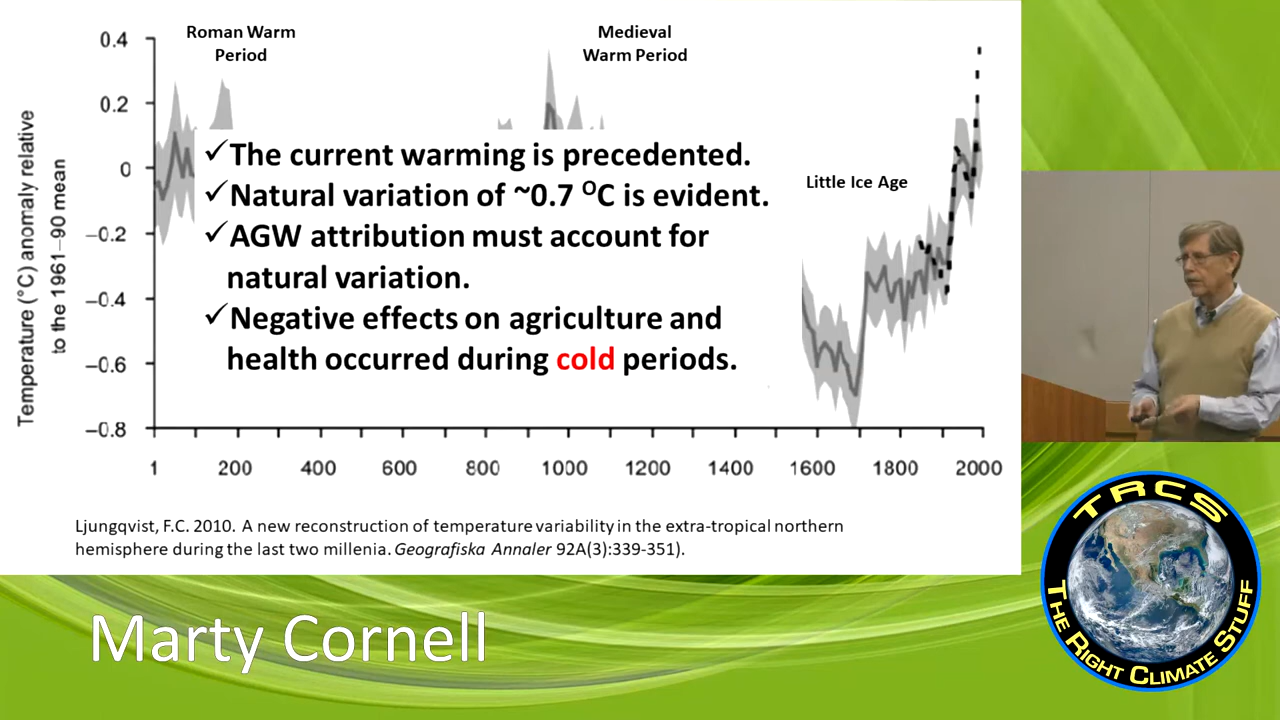 Roman Warm
Period
Medieval
Warm Period
Temperature (°C) anomaly relative
to the 1961–90 mean
0.4
0.2
0
–0.2
–0.4
–0.6
–0.8
✓The current warming is precedented.
✓Natural variation of ~0.7 ᴼC is evident.
✓AGW attribution must account for
natural variation.
✓Negative effects on agriculture and
health occurred during cold periods.
Little Ice Age
1 200 400 600 800 1000 1200 1400 1600 1800 2000
Ljungqvist, F.C. 2010. A new reconstruction of temperature variability in the extra-tropical northern
hemisphere during the last two millenia. Geografiska Annaler 92A(3):339-351).
Marty Cornell
TRCS
THE RIGHT CLIMATE STUFF